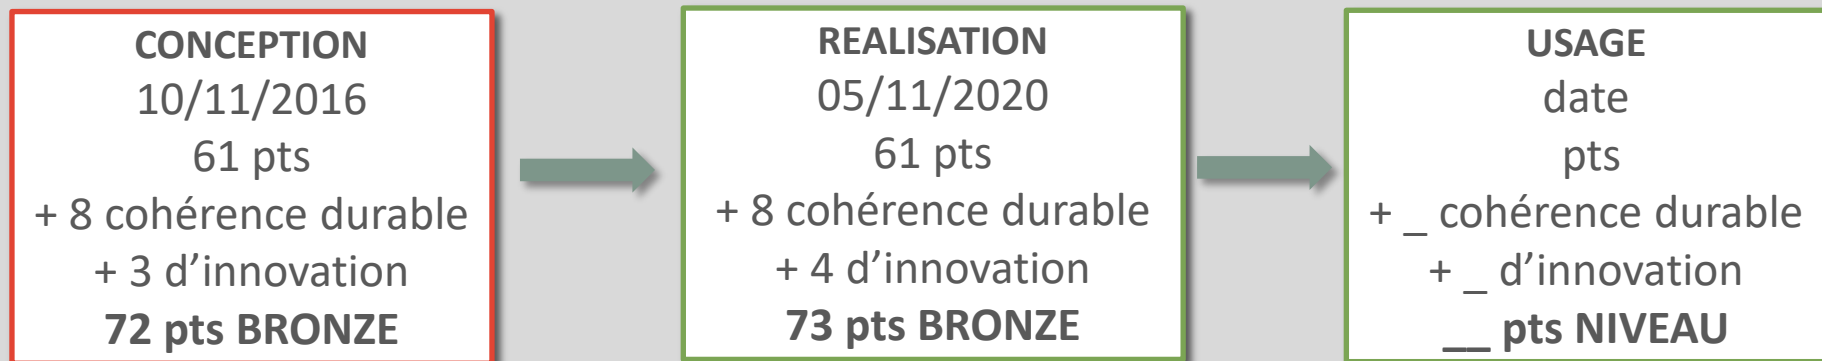 CONCEPTION
10/11/2016
61 pts
+ 8 cohérence durable
+ 3 d’innovation
72 pts BRONZE
REALISATION
05/11/2020
61 pts
+ 8 cohérence durable
+ 4 d’innovation
73 pts BRONZE
USAGE
date
pts
+ _ cohérence durable
+ _ d’innovation
__ pts NIVEAU